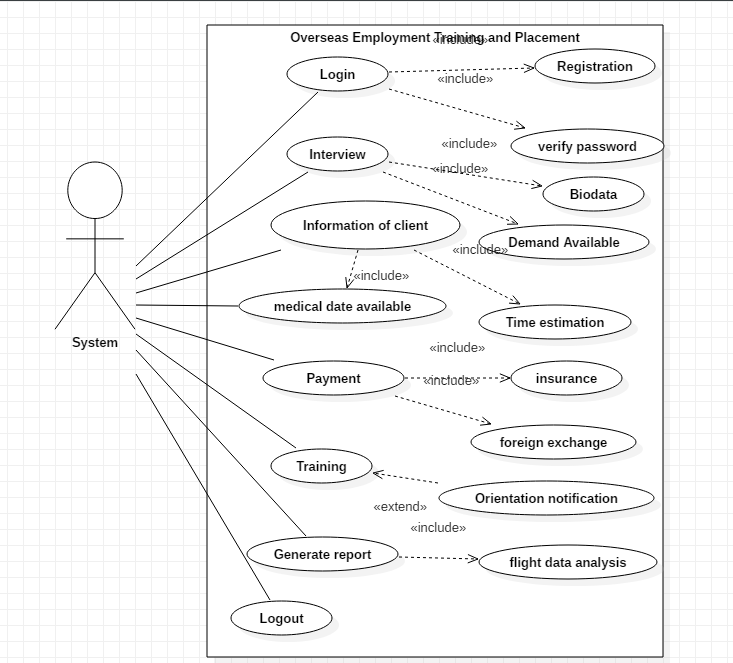 Overseas Employment Training and Placement
«include»
Login
Registration
«include»
verify password
Interview
«include»
«include»
Biodata
Information of client
Demand Available
«include»
«include»
medical date available
Time estimation
System
«include»
Payment
«include»
insurance
foreign exchange
Training
Orientation notification
«extend»
«include»
Generate report
flight data analysis
Logout